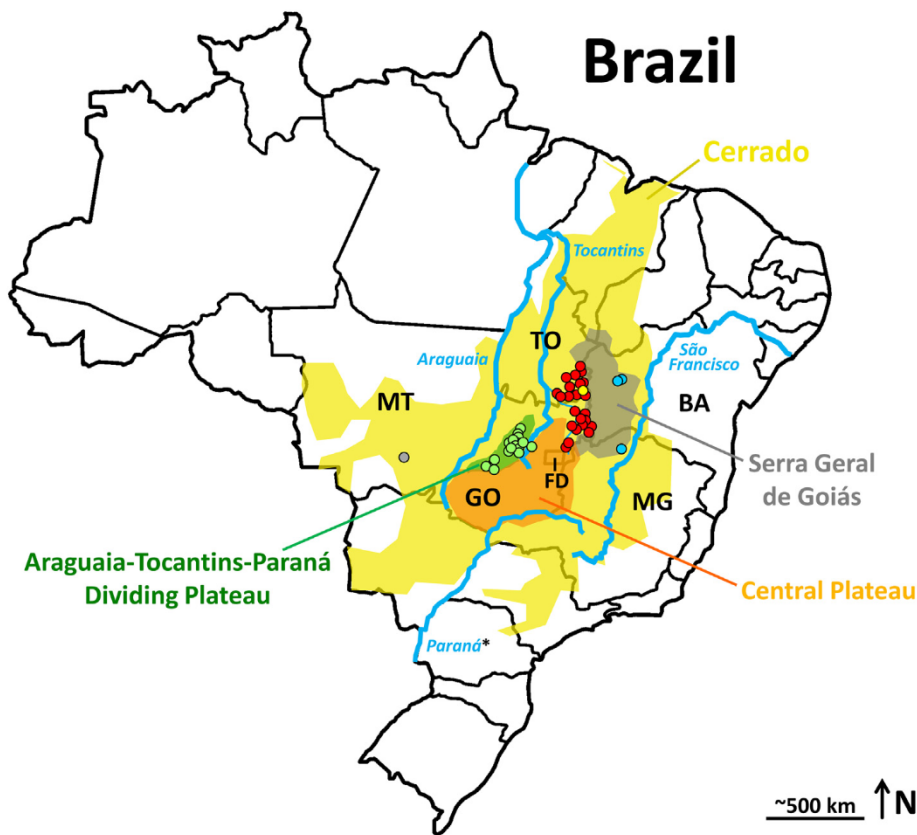 Brazil
Cerrado
Tocantins
TO
Araguaia
São
Francisco
MT
BA
Serra Geral
de Goiás
I
FD
GO
MG
Araguaia-Tocantins-Paraná
Dividing Plateau
Central Plateau
Paraná*
~500 km
N